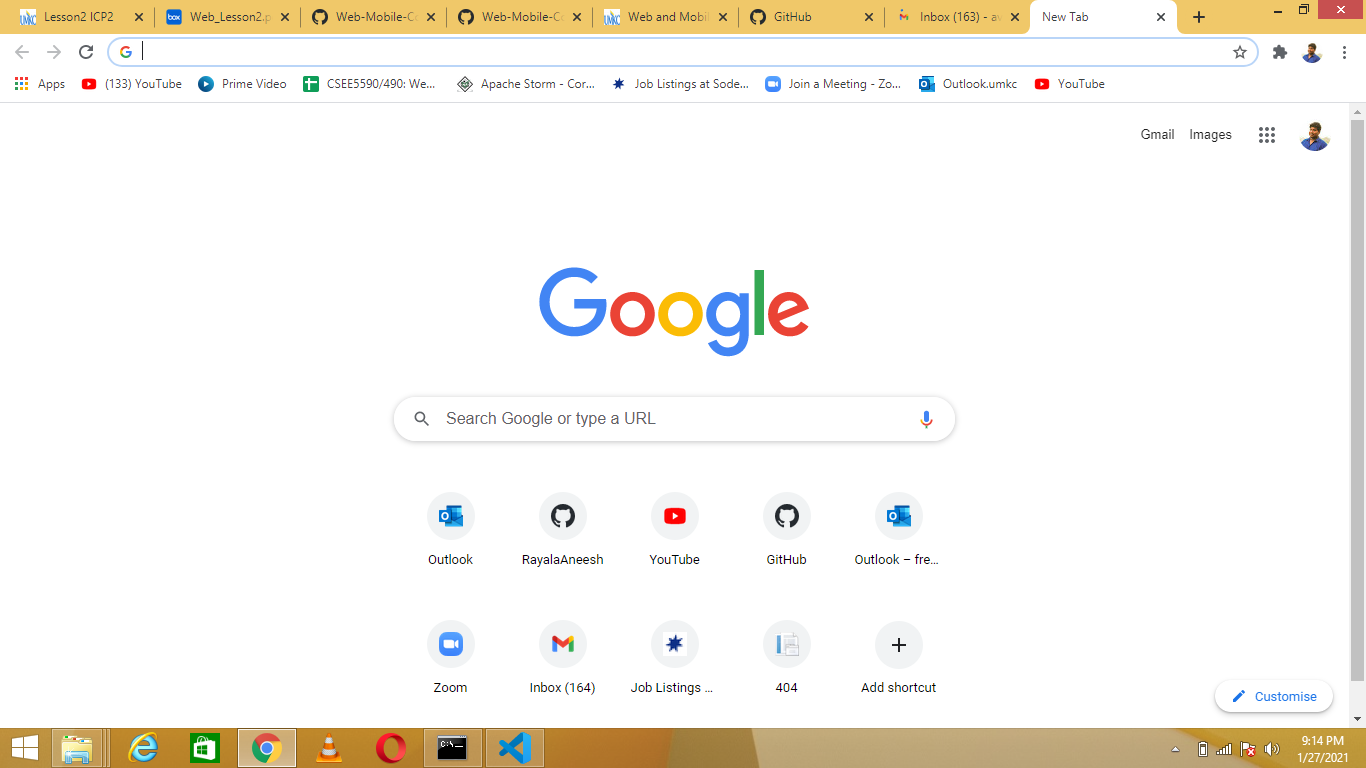 Lesson2 ICP2
Web_Lesson2.p
Web-Mobile-Co
Web-Mobile-Co
Web and Mobil
GitHub
Inbox (163) - av
New Tab
Apps
(133) YouTube
Prime Video
CSEE5590/490: We...
Apache Storm - Cor...
Job Listings at Sode...
Join a Meeting - Zo...
Outlook.umkc
YouTube
Gmail
Images
Google
Search Google or type a URL
Outlook
RayalaAneesh
YouTube
GitHub
Outlook – fre...
Zoom
Inbox (164)
Job Listings ...
404
Add shortcut
Customise
9:14 PM
1/27/2021